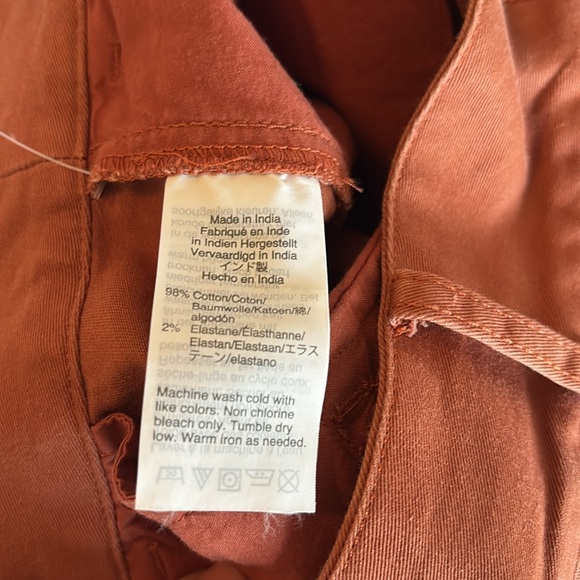 Made in India
Fabriqué en Inde
in Indien Hergestellt
Vervaardigd in India
インド製
Hecho en India
98% Cotton/Coton/
Baumwolle/Katoen/綿/
algodón
2% Elastane/Élasthanne/
Elastan/Elastaan/エラス
テーン/elastano
Machine wash cold with
like colors. Non chlorine
bleach only. Tumble dry
low. Warm iron as needed.